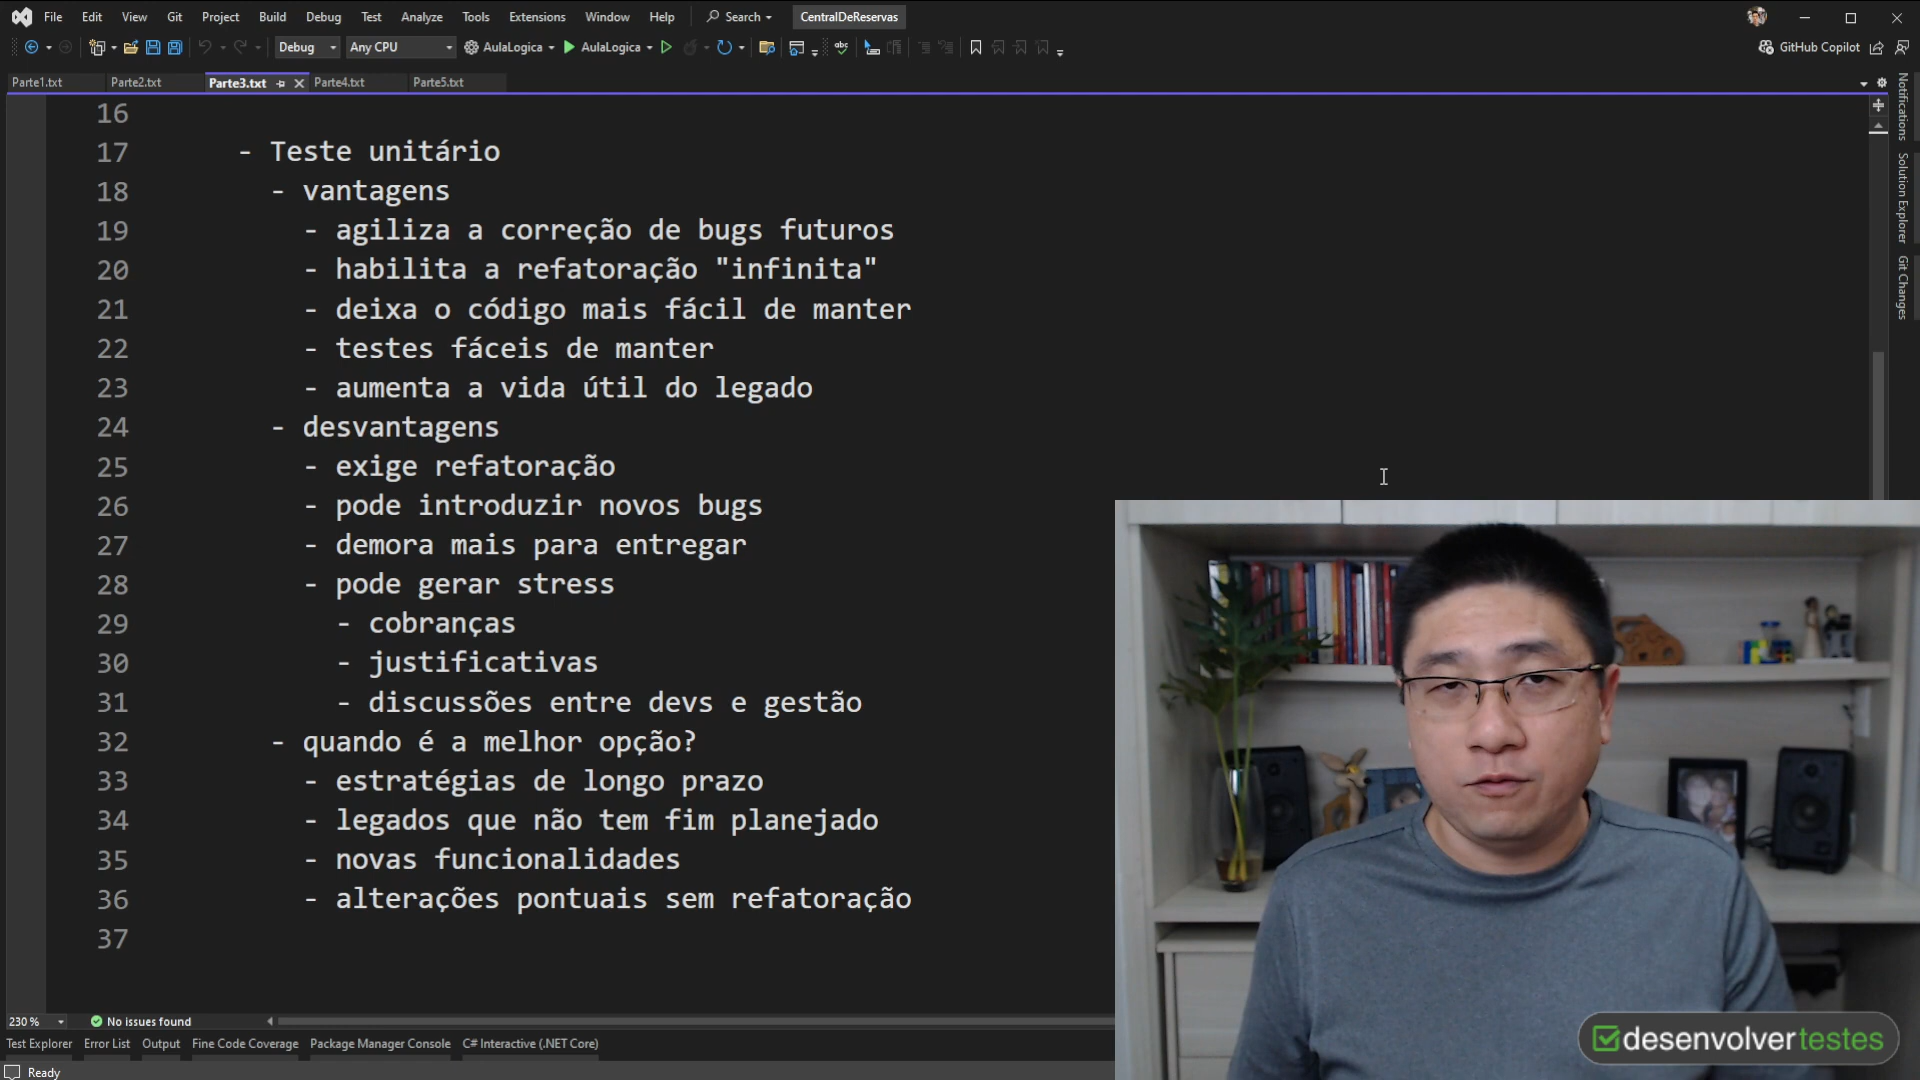 File Edit View Git Project Build Debug Test Analyze Tools Extensions Window Help Search CentralDeReservas
Debug Any CPU AulaLogica AulaLogica GitHub Copilot
Parte1.txt Parte2.txt Parte3.txt Parte4.txt Parte5.txt
16
17 - Teste unitário
18 - vantagens
19 - agiliza a correção de bugs futuros
20 - habilita a refatoração "infinita"
21 - deixa o código mais fácil de manter
22 - testes fáceis de manter
23 - aumenta a vida útil do legado
24 - desvantagens
25 - exige refatoração
26 - pode introduzir novos bugs
27 - demora mais para entregar
28 - pode gerar stress
29 - cobranças
30 - justificativas
31 - discussões entre devs e gestão
32 - quando é a melhor opção?
33 - estratégias de longo prazo
34 - legados que não tem fim planejado
35 - novas funcionalidades
36 - alterações pontuais sem refatoração
37
Notifications
Solution Explorer
Git Changes
230 % No issues found
Test Explorer Error List Output Fine Code Coverage Package Manager Console C# Interactive (.NET Core)
Ready
desenvolvertestes